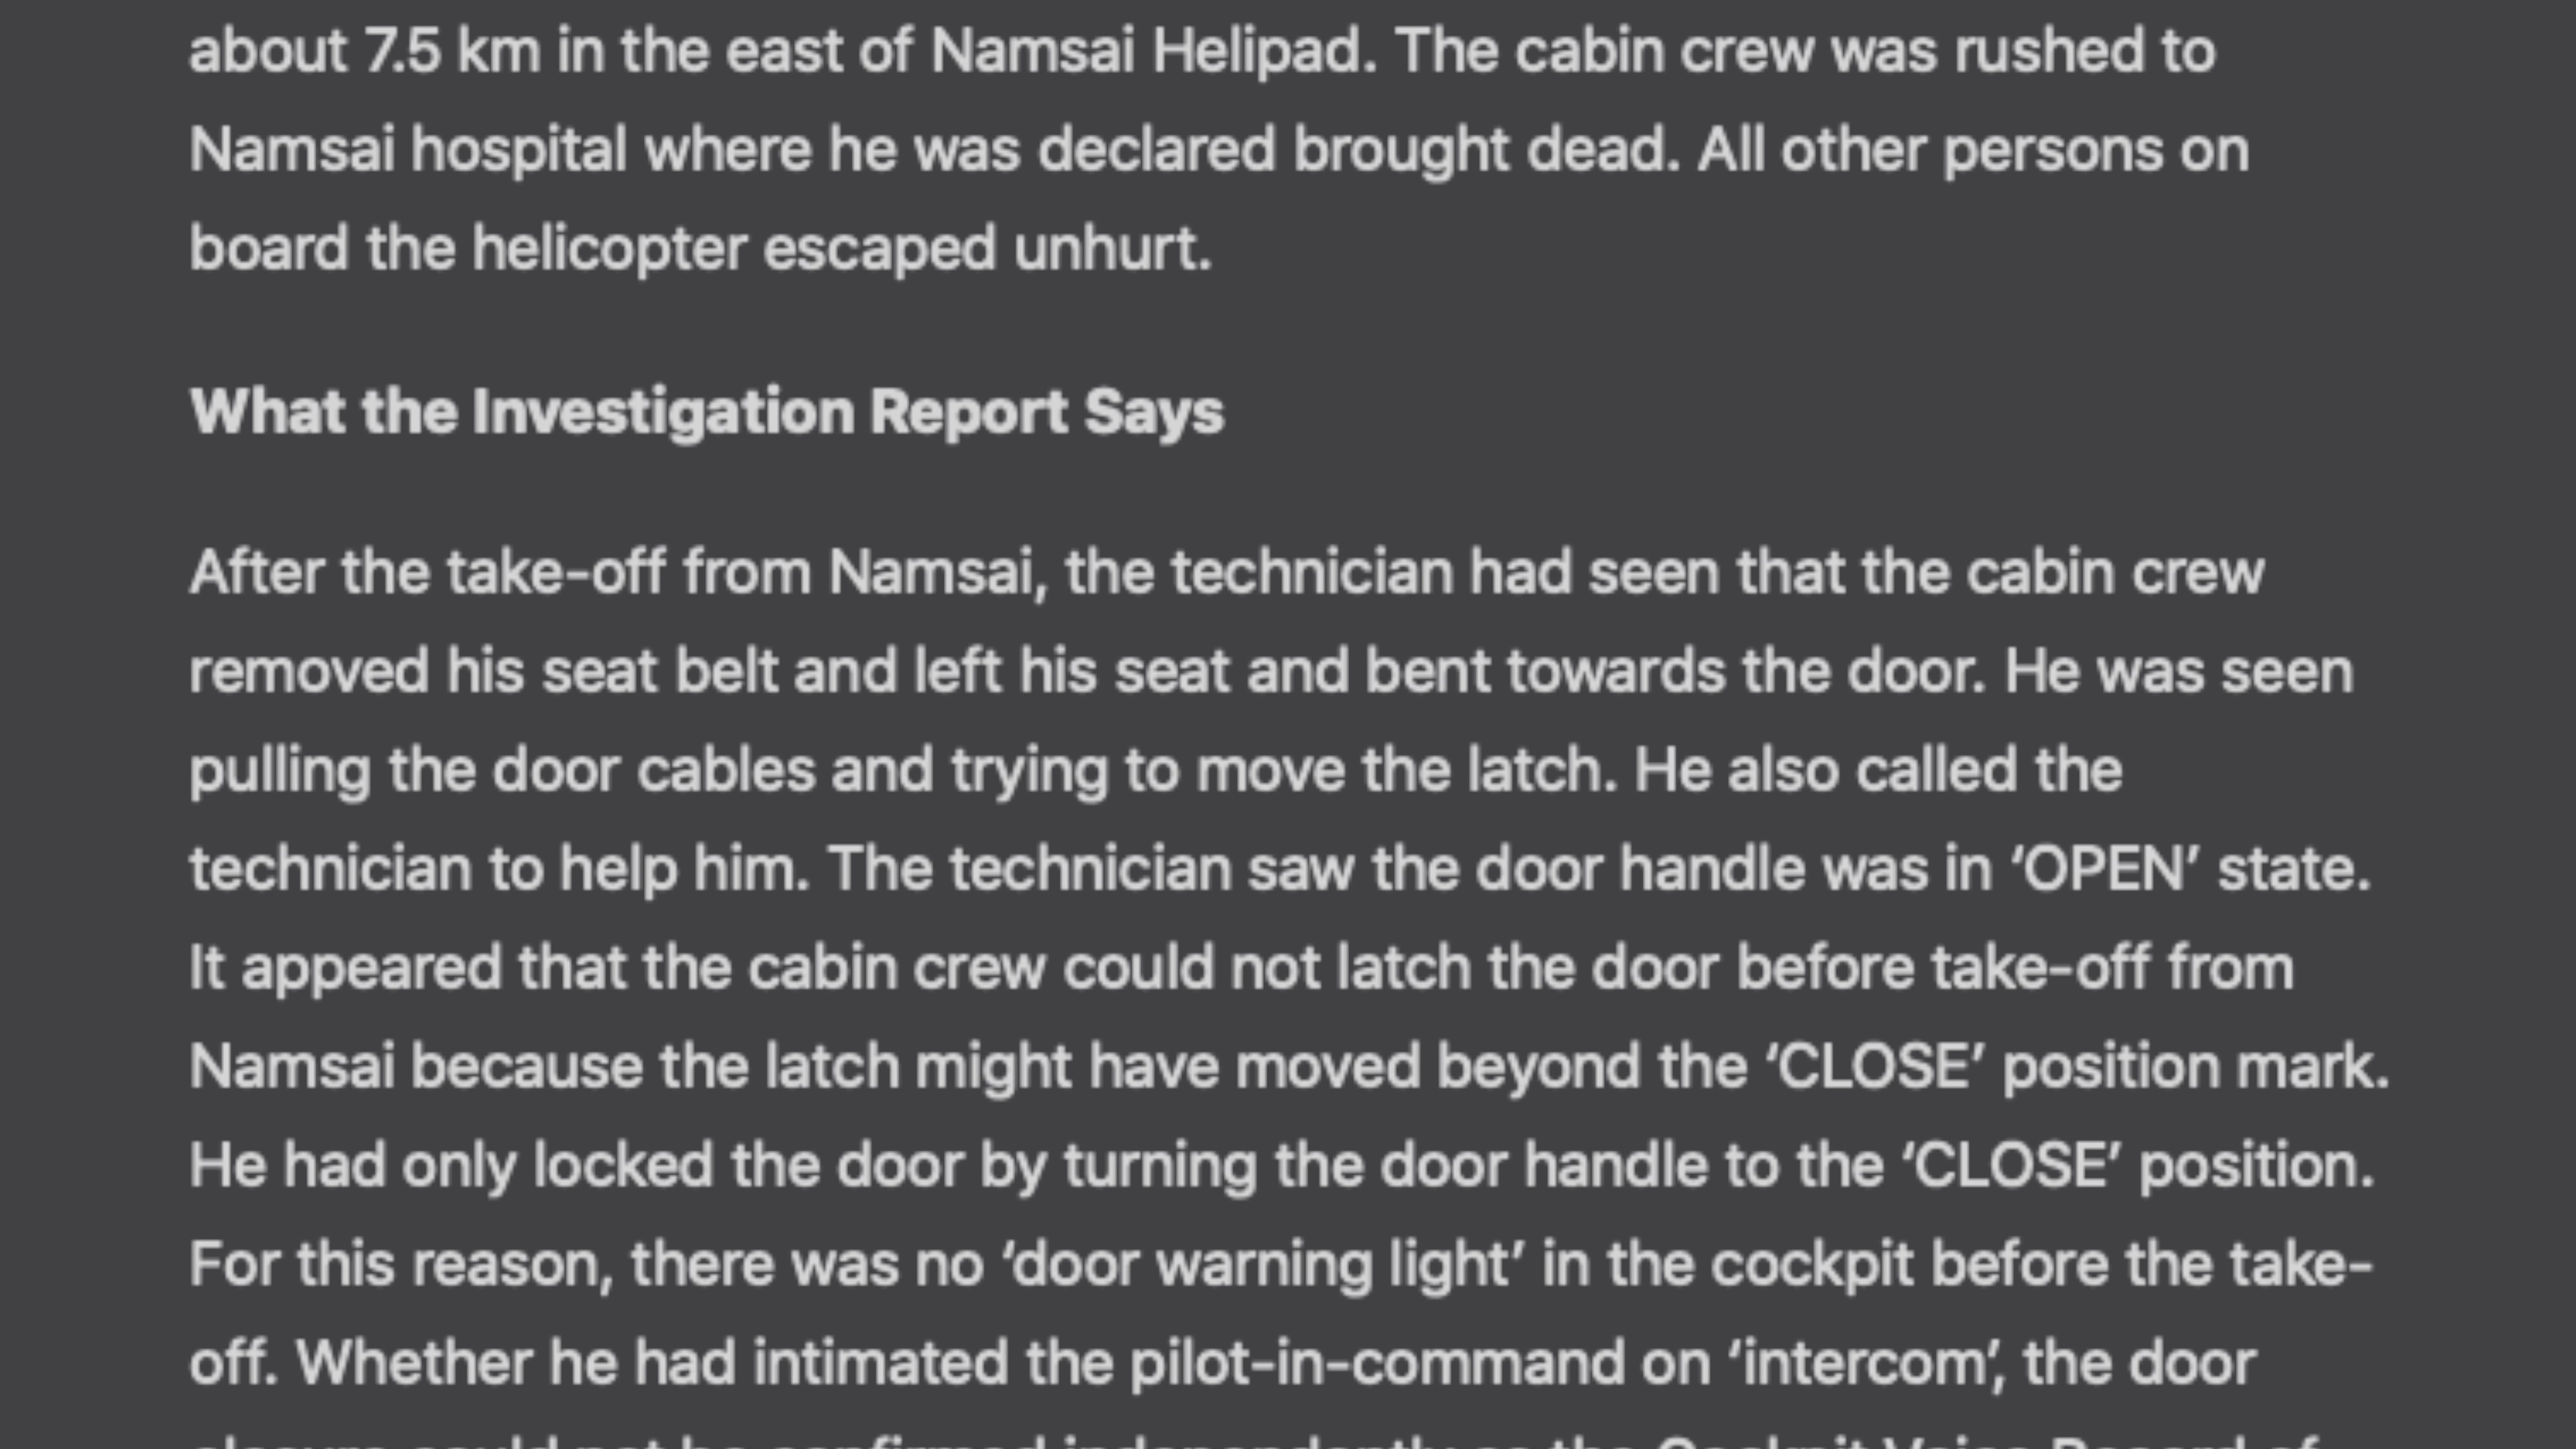 about 7.5 km in the east of Namsai Helipad. The cabin crew was rushed to
Namsai hospital where he was declared brought dead. All other persons on
board the helicopter escaped unhurt.
What the Investigation Report Says
After the take-off from Namsai, the technician had seen that the cabin crew
removed his seat belt and left his seat and bent towards the door. He was seen
pulling the door cables and trying to move the latch. He also called the
technician to help him. The technician saw the door handle was in ‘OPEN’ state.
It appeared that the cabin crew could not latch the door before take-off from
Namsai because the latch might have moved beyond the ‘CLOSE’ position mark.
He had only locked the door by turning the door handle to the ‘CLOSE’ position.
For this reason, there was no ‘door warning light’ in the cockpit before the take-
off. Whether he had intimated the pilot-in-command on ‘intercom’, the door